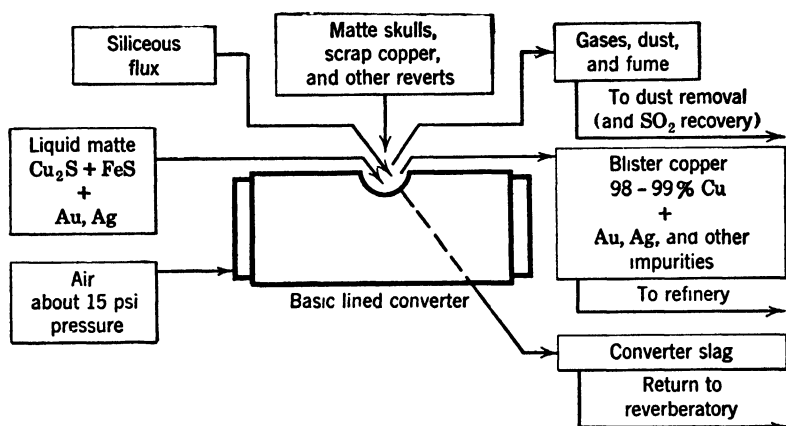 Siliceous
flux
Matte skulls,
scrap copper,
and other reverts
Gases, dust,
and fume
To dust removal
(and SO₂ recovery)
Liquid matte
Cu₂S + FeS
+
Au, Ag
Blister copper
98 - 99% Cu
+
Au, Ag, and other
impurities
To refinery
Air
about 15 psi
pressure
Basic lined converter
Converter slag
Return to
reverberatory